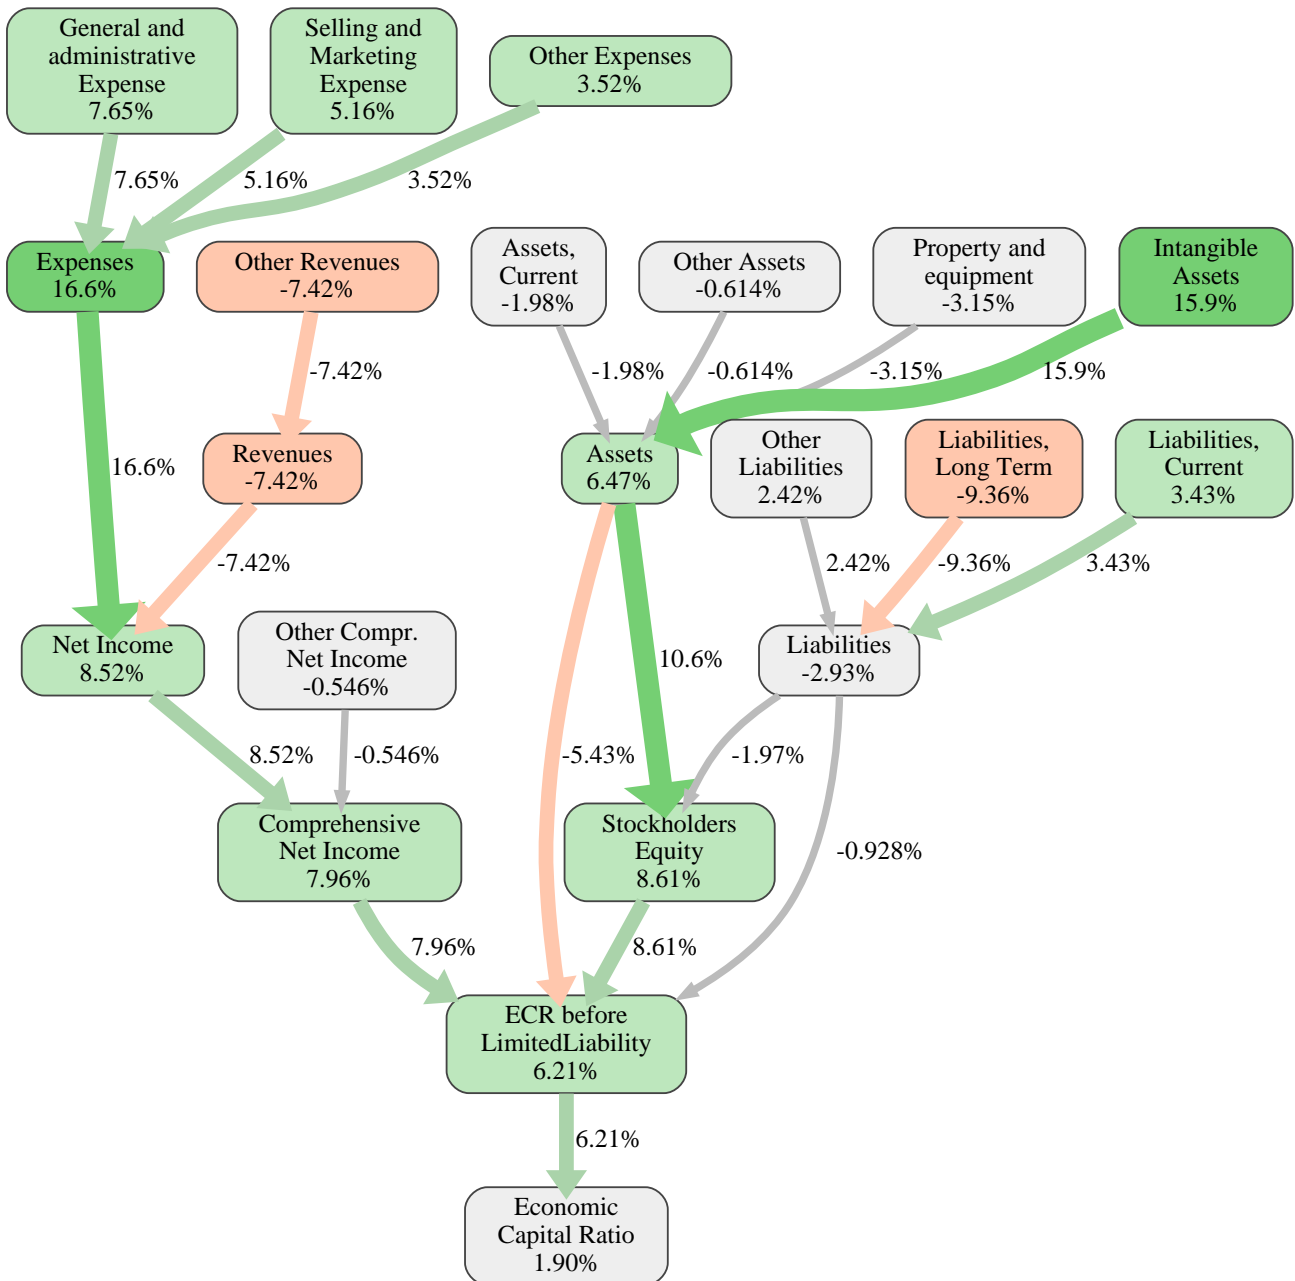 General and
administrative
Expense
7.65%
Selling and
Marketing
Expense
5.16%
Other Expenses
3.52%
7.65%
5.16%
3.52%
Expenses
16.6%
Other Revenues
-7.42%
Assets,
Current
-1.98%
Other Assets
-0.614%
Property and
equipment
-3.15%
Intangible
Assets
15.9%
-7.42%
-1.98%
-0.614%
-3.15%
15.9%
Revenues
-7.42%
Assets
6.47%
Other
Liabilities
2.42%
Liabilities,
Long Term
-9.36%
Liabilities,
Current
3.43%
16.6%
-7.42%
2.42%
-9.36%
3.43%
Net Income
8.52%
Other Compr.
Net Income
-0.546%
Liabilities
-2.93%
10.6%
8.52%
-0.546%
-5.43%
-1.97%
Comprehensive
Net Income
7.96%
Stockholders
Equity
8.61%
-0.928%
7.96%
8.61%
ECR before
LimitedLiability
6.21%
6.21%
Economic
Capital Ratio
1.90%